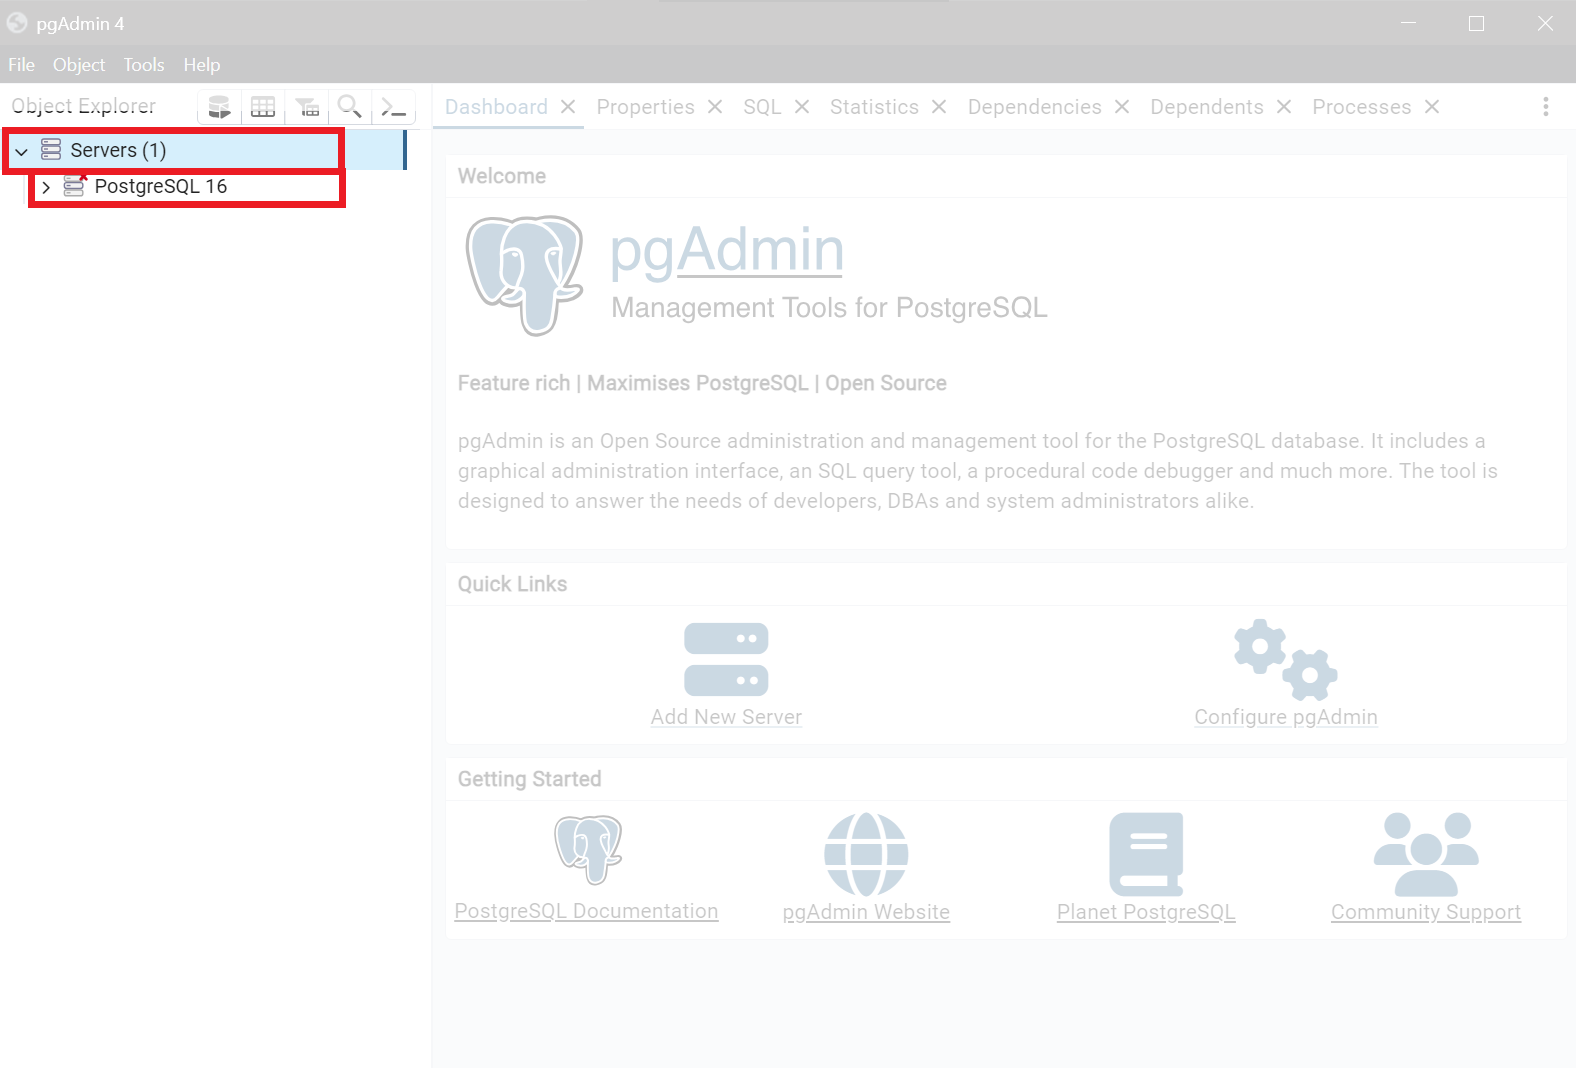 pgAdmin 4
File Object Tools Help
Object Explorer
Dashboard Properties SQL Statistics Dependencies Dependents Processes
Servers (1)
PostgreSQL 16
Welcome
pgAdmin
Management Tools for PostgreSQL
Feature rich | Maximises PostgreSQL | Open Source
pgAdmin is an Open Source administration and management tool for the PostgreSQL database. It includes a
graphical administration interface, an SQL query tool, a procedural code debugger and much more. The tool is
designed to answer the needs of developers, DBAs and system administrators alike.
Quick Links
Add New Server
Configure pgAdmin
Getting Started
PostgreSQL Documentation
pgAdmin Website
Planet PostgreSQL
Community Support